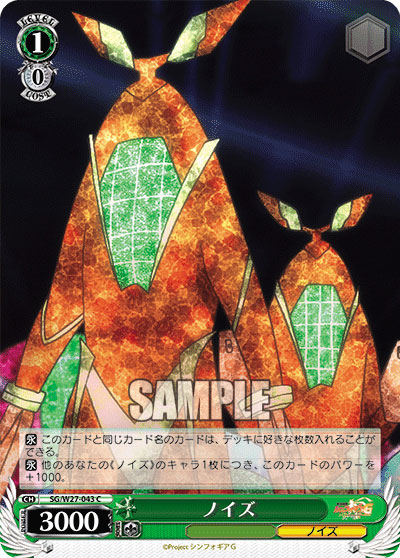 LEVEL
1
0
COST
8
SAMPLE
永 このカードと同じカード名のカードは、デッキに好きな枚数入れることができる。
永 他のあなたの《ノイズ》のキャラ1枚につき、このカードのパワーを+1000。
CH
SG/W27-043 C
POWER
3000
ノイズ
ノイズ
©Project シンフォギアG